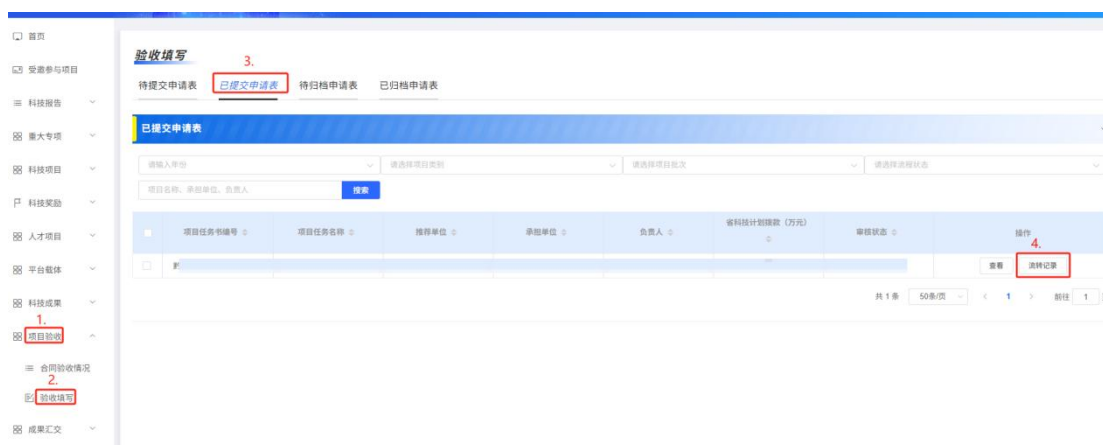 首页
受邀参与项目
科技报告
重大专项
科技项目
科技奖励
人才项目
平台载体
科技成果
1.
项目验收
合同验收情况
2.
验收填写
成果汇交
验收填写
3.
待提交申请表 已提交申请表 待归档申请表 已归档申请表
已提交申请表
请输入年份 请选择项目类别 请选择项目批次 请选择流程状态
项目名称、承担单位、负责人 搜索
项目任务书编号 项目任务名称 推荐单位 承担单位 负责人 省科技计划拨款（万元） 审核状态 操作
4.
查看 流转记录
共 1 条 50条/页 1 前往 1